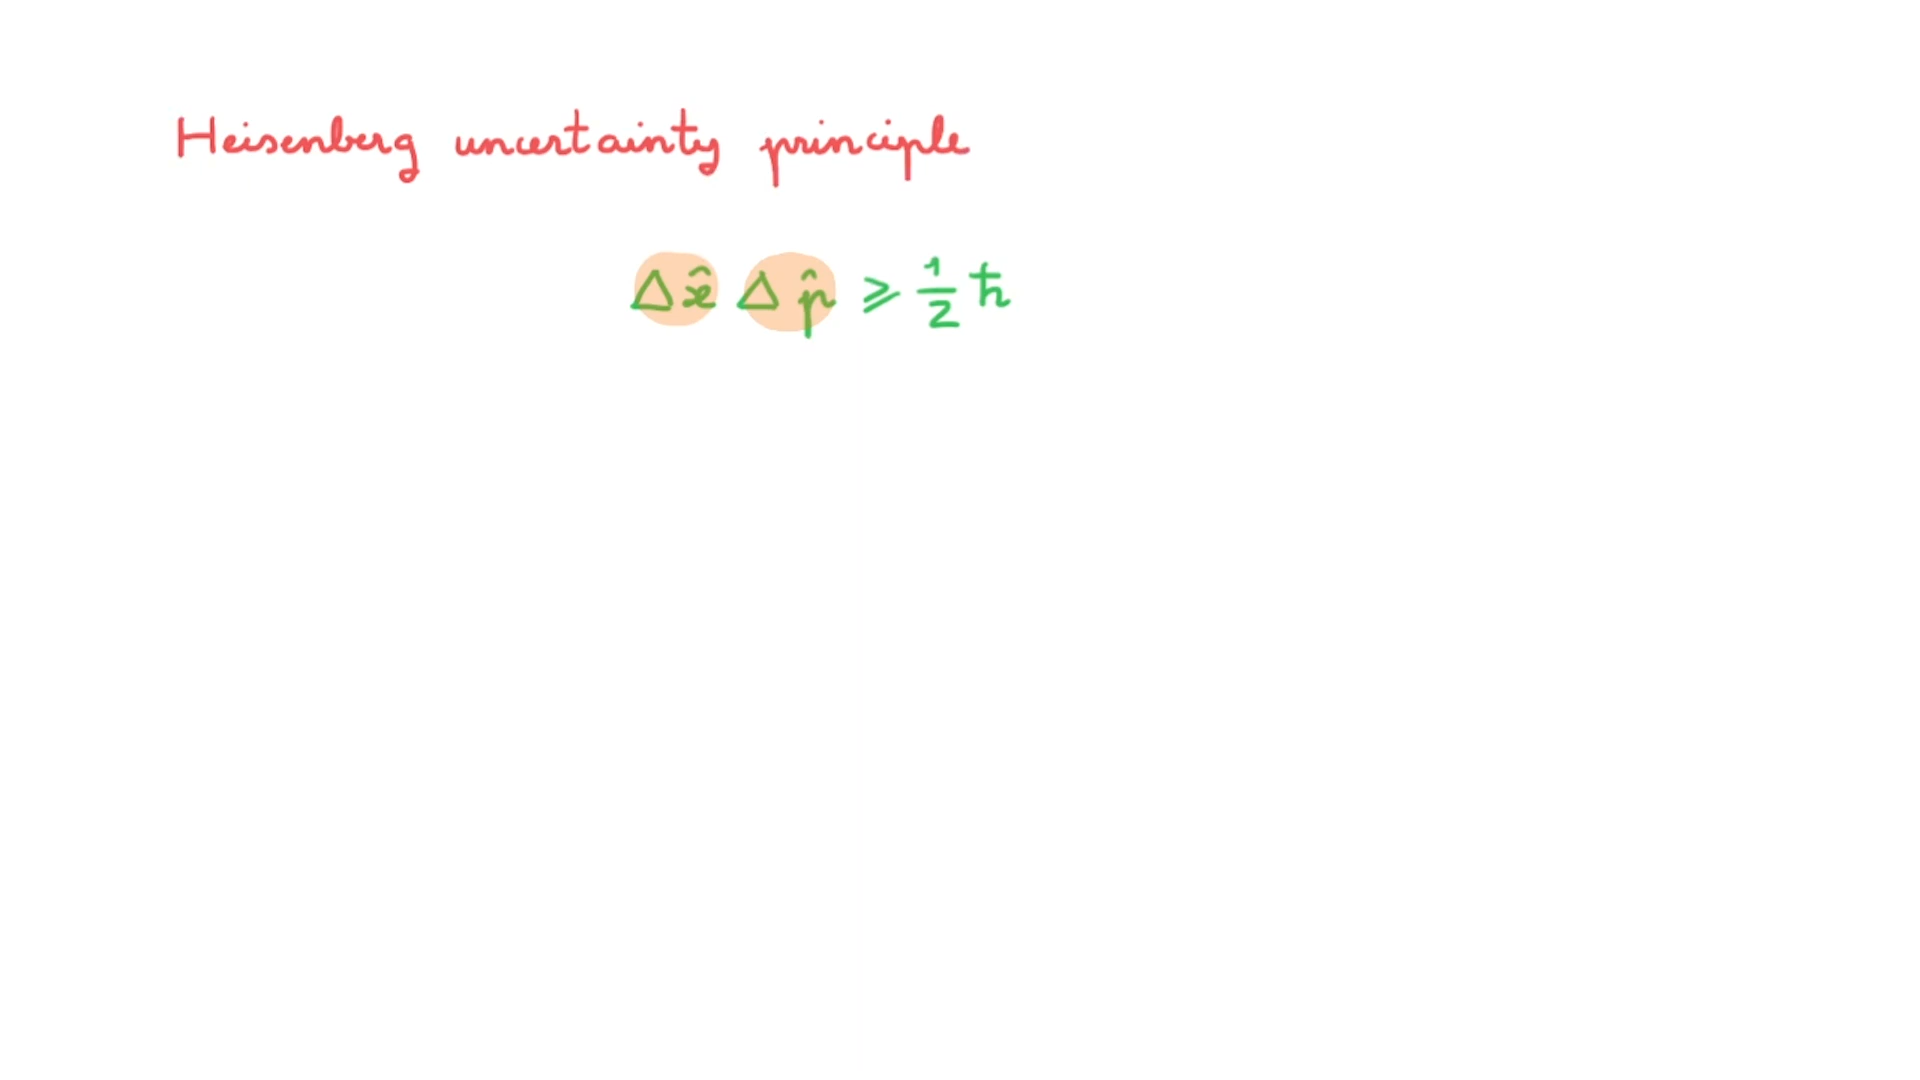 Heisenberg uncertainty principle
Δx̂ Δp̂ ⩾ 1/2 ħ